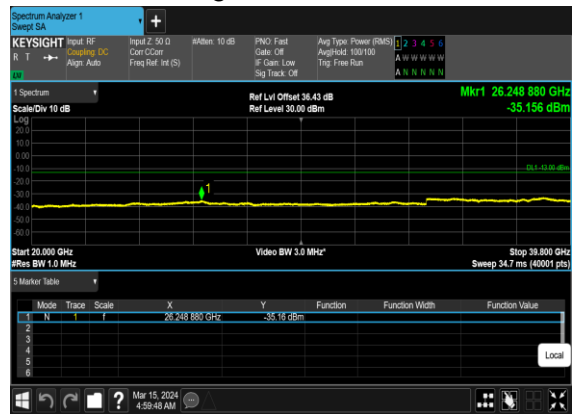 Spectrum Analyzer 1
Swept SA
+
KEYSIGHT Input: RF Input Z: 50 Ω #Atten: 10 dB PNO: Fast Avg Type: Power (RMS) 1 2 3 4 5 6
R T Coupling: DC Corr CCorr Gate: Off Avg|Hold: 100/100 A W W W W W
Align: Auto Freq Ref: Int (S) IF Gain: Low Trig: Free Run
LXI Sig Track: Off A N N N N N
1 Spectrum Ref Lvl Offset 36.43 dB Mkr1 26.248 880 GHz
Scale/Div 10 dB Ref Level 30.00 dBm -35.156 dBm
Log
20.0
10.0
0.00
-10.0
DL1 -13.00 dBm
-20.0
1
-30.0
-40.0
-50.0
-60.0
Start 20.000 GHz Video BW 3.0 MHz* Stop 39.800 GHz
#Res BW 1.0 MHz Sweep 34.7 ms (40001 pts)
5 Marker Table
Mode Trace Scale X Y Function Function Width Function Value
1 N 1 f 26.248 880 GHz -35.16 dBm
2
3
4
5
6
Local
? Mar 15, 2024
4:59:48 AM